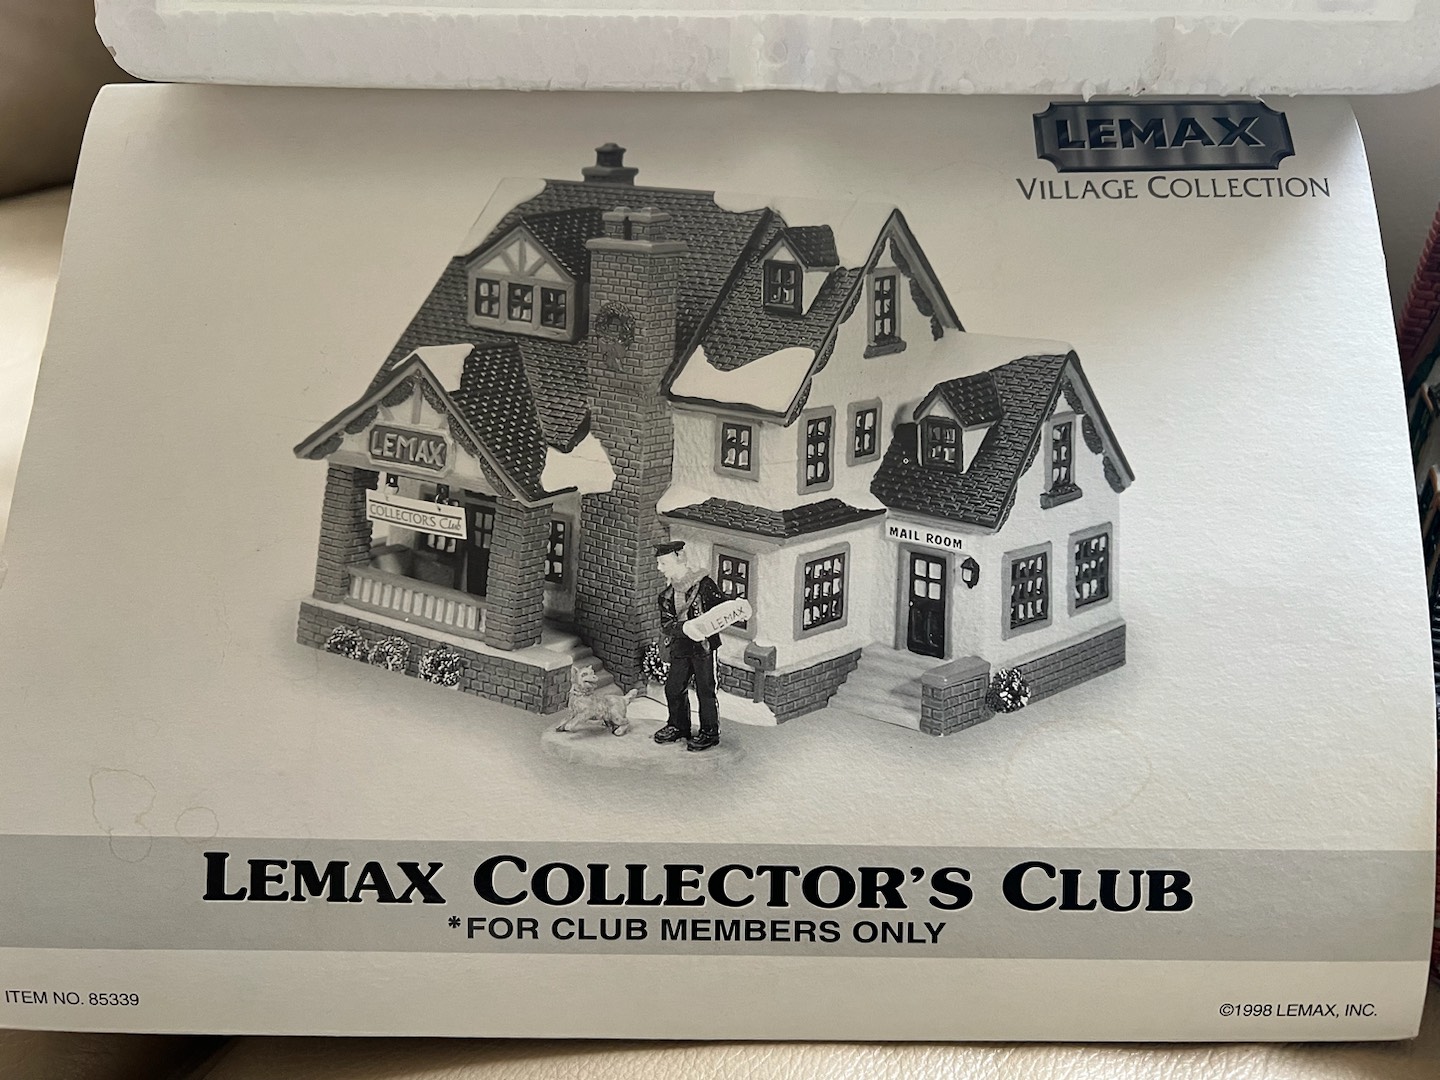 LEMAX
VILLAGE COLLECTION
LEMAX
COLLECTOR'S Club
MAIL ROOM
LEMAX
LEMAX COLLECTOR'S CLUB
*FOR CLUB MEMBERS ONLY
ITEM NO. 85339
©1998 LEMAX, INC.